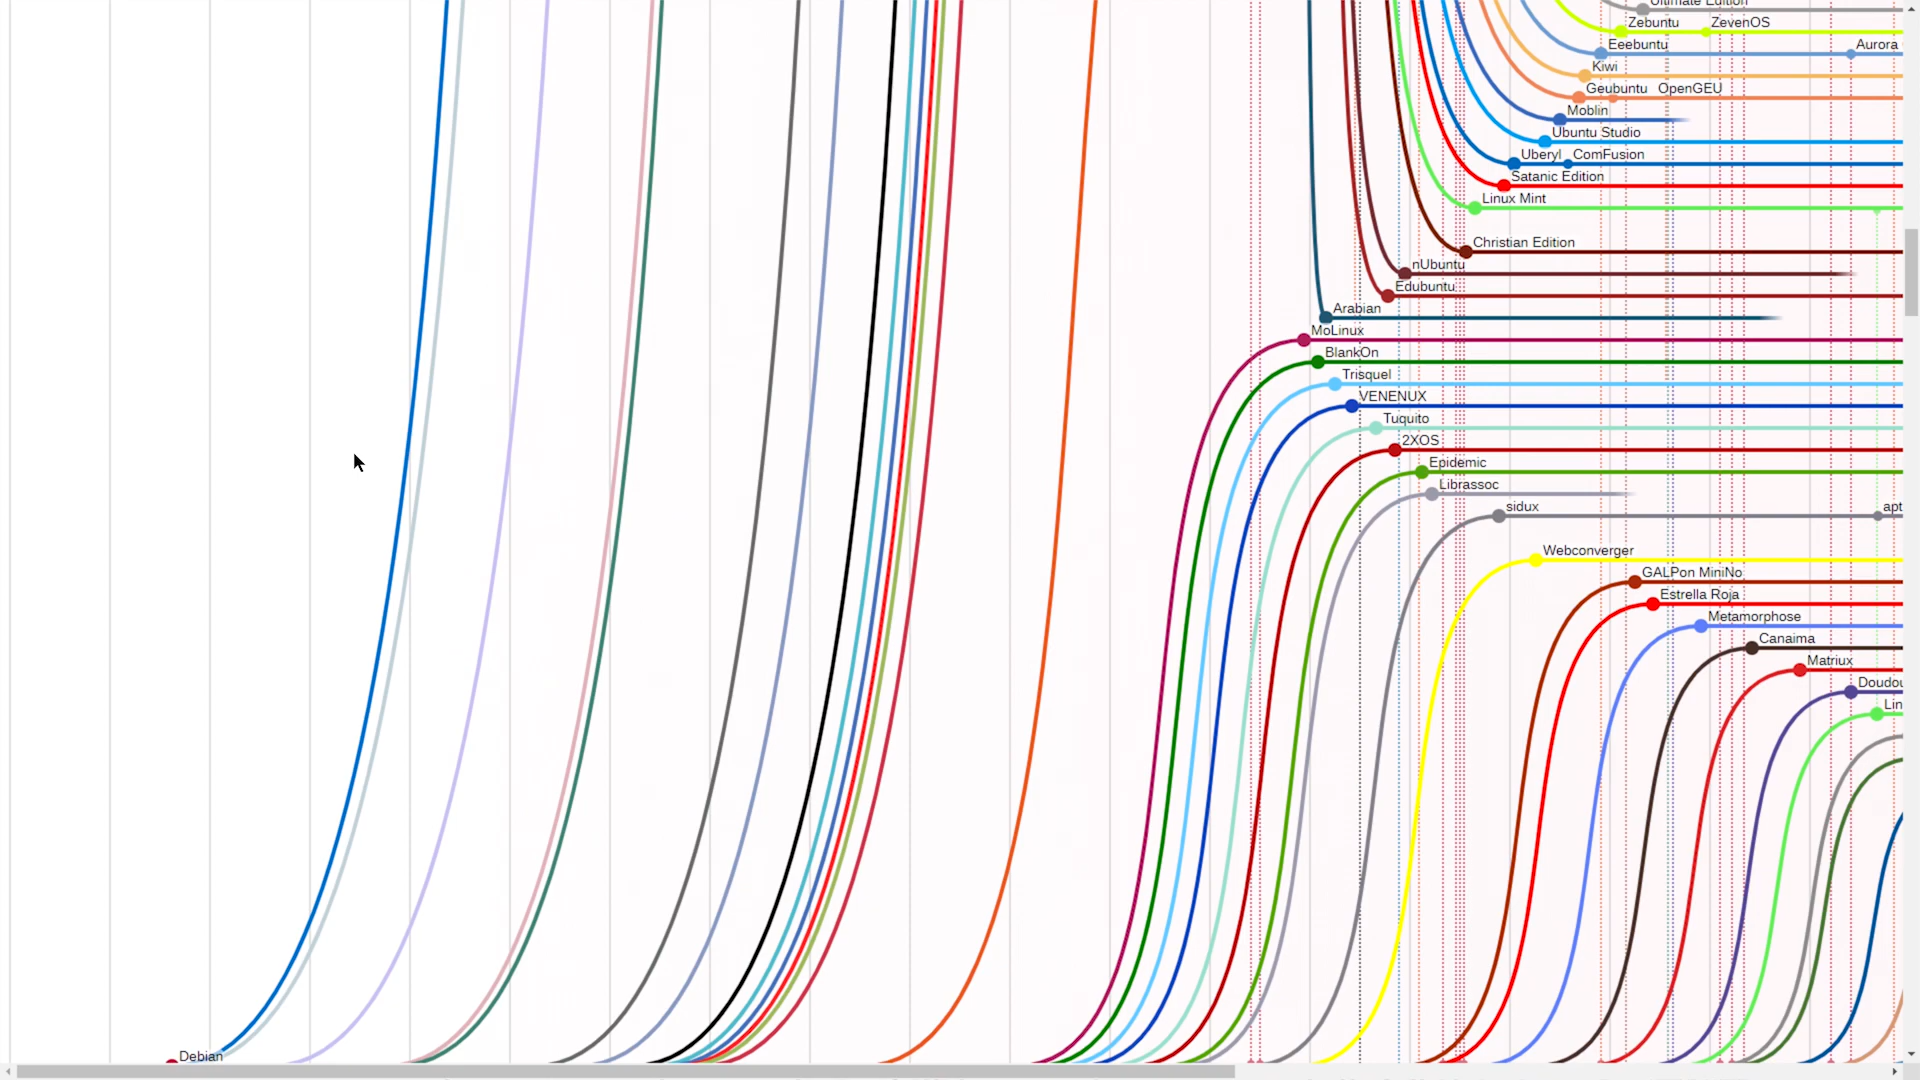 Ultimate Edition
Zebuntu ZevenOS
Eeebuntu Aurora
Kiwi
Geubuntu OpenGEU
Moblin
Ubuntu Studio
Uberyl ComFusion
Satanic Edition
Linux Mint
Christian Edition
nUbuntu
Edubuntu
Arabian
MoLinux
BlankOn
Trisquel
VENENUX
Tuquito
2XOS
Epidemic
Librassoc
sidux apt
Webconverger
GALPon MiniNo
Estrella Roja
Metamorphose
Canaima
Matriux
Doudou
Lin
Debian